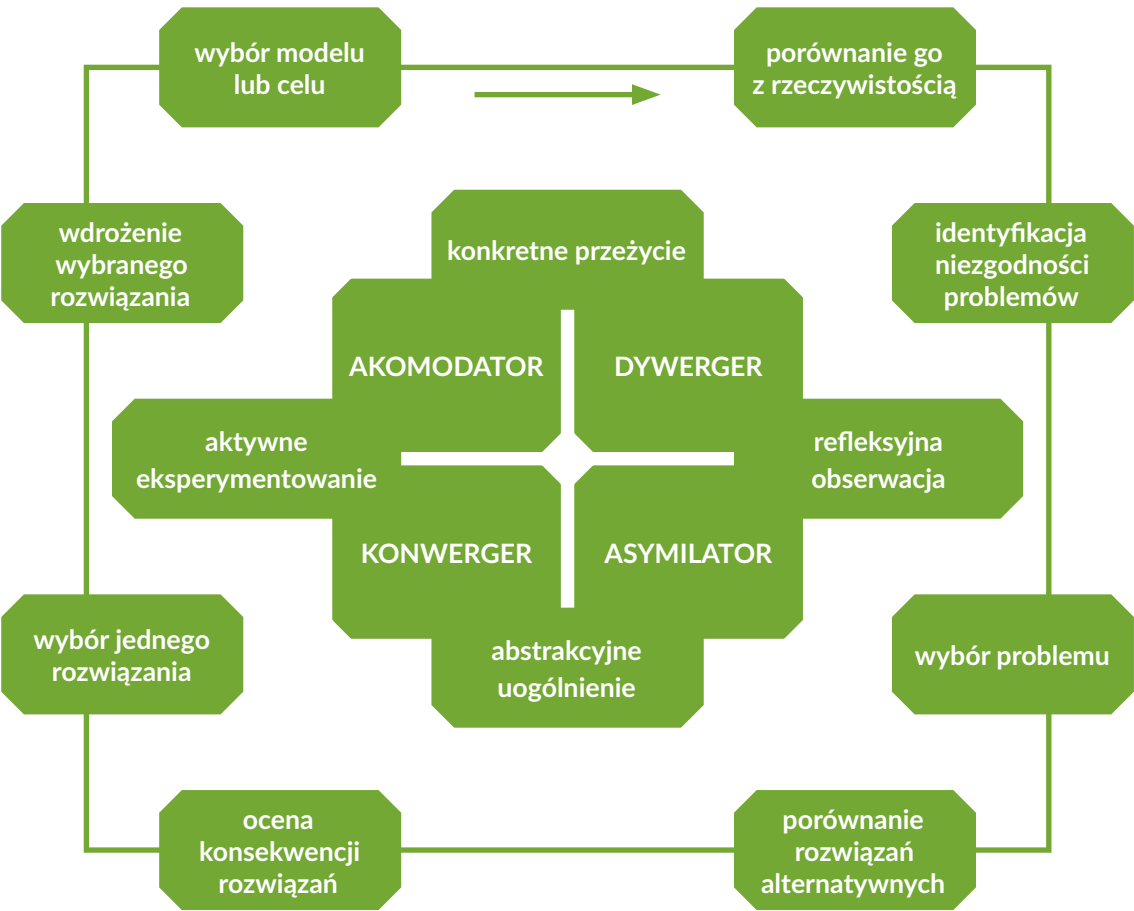 wybór modelu
lub celu
porównanie go
z rzeczywistością
wdrożenie
wybranego
rozwiązania
identyfikacja
niezgodności
problemów
konkretne przeżycie
AKOMODATOR
DYWERGER
aktywne
eksperymentowanie
refleksyjna
obserwacja
KONWERGER
ASYMILATOR
abstrakcyjne
uogólnienie
wybór jednego
rozwiązania
wybór problemu
ocena
konsekwencji
rozwiązań
porównanie
rozwiązań
alternatywnych